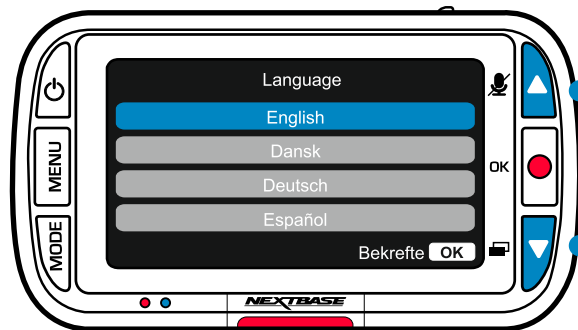 Language
English
Dansk
Deutsch
Español
Bekrefte OK
MENU
MODE
OK
NEXTBASE